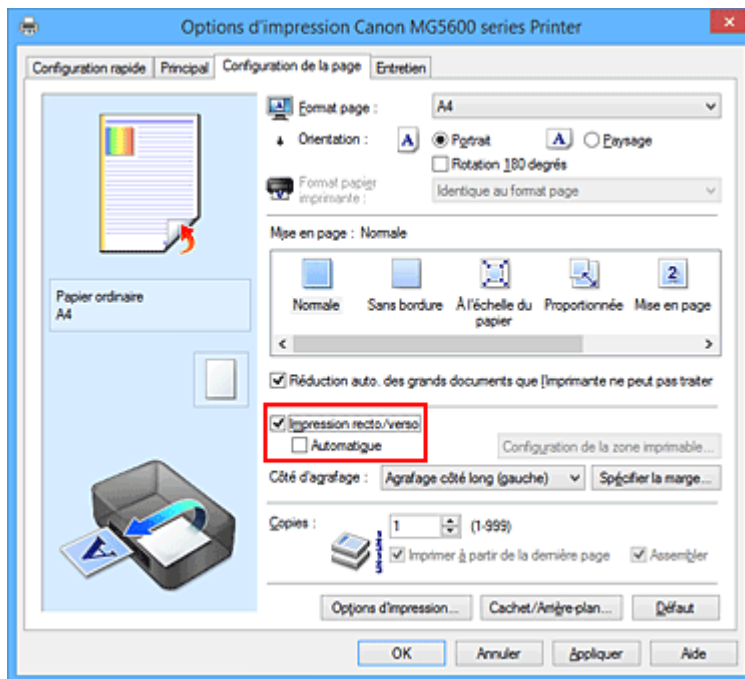 Options d'impression Canon MG5600 series Printer
Configuration rapide Principal Configuration de la page Entretien
Format page : A4
Orientation : A Portrait A Paysage
Rotation 180 degrés
Format papier
imprimante : Identique au format page
Mise en page : Normale
2
Normale Sans bordure À l'échelle du Proportionnée Mise en page
papier
Papier ordinaire
A4
Réduction auto. des grands documents que l'imprimante ne peut pas traiter
Impression recto/verso
Automatique Configuration de la zone imprimable...
Côté d'agrafage : Agrafage côté long (gauche) Spécifier la marge...
Copies : 1 (1-999)
Imprimer à partir de la dernière page Assembler
A
Options d'impression... Cachet/Arrière-plan... Défaut
OK Annuler Appliquer Aide